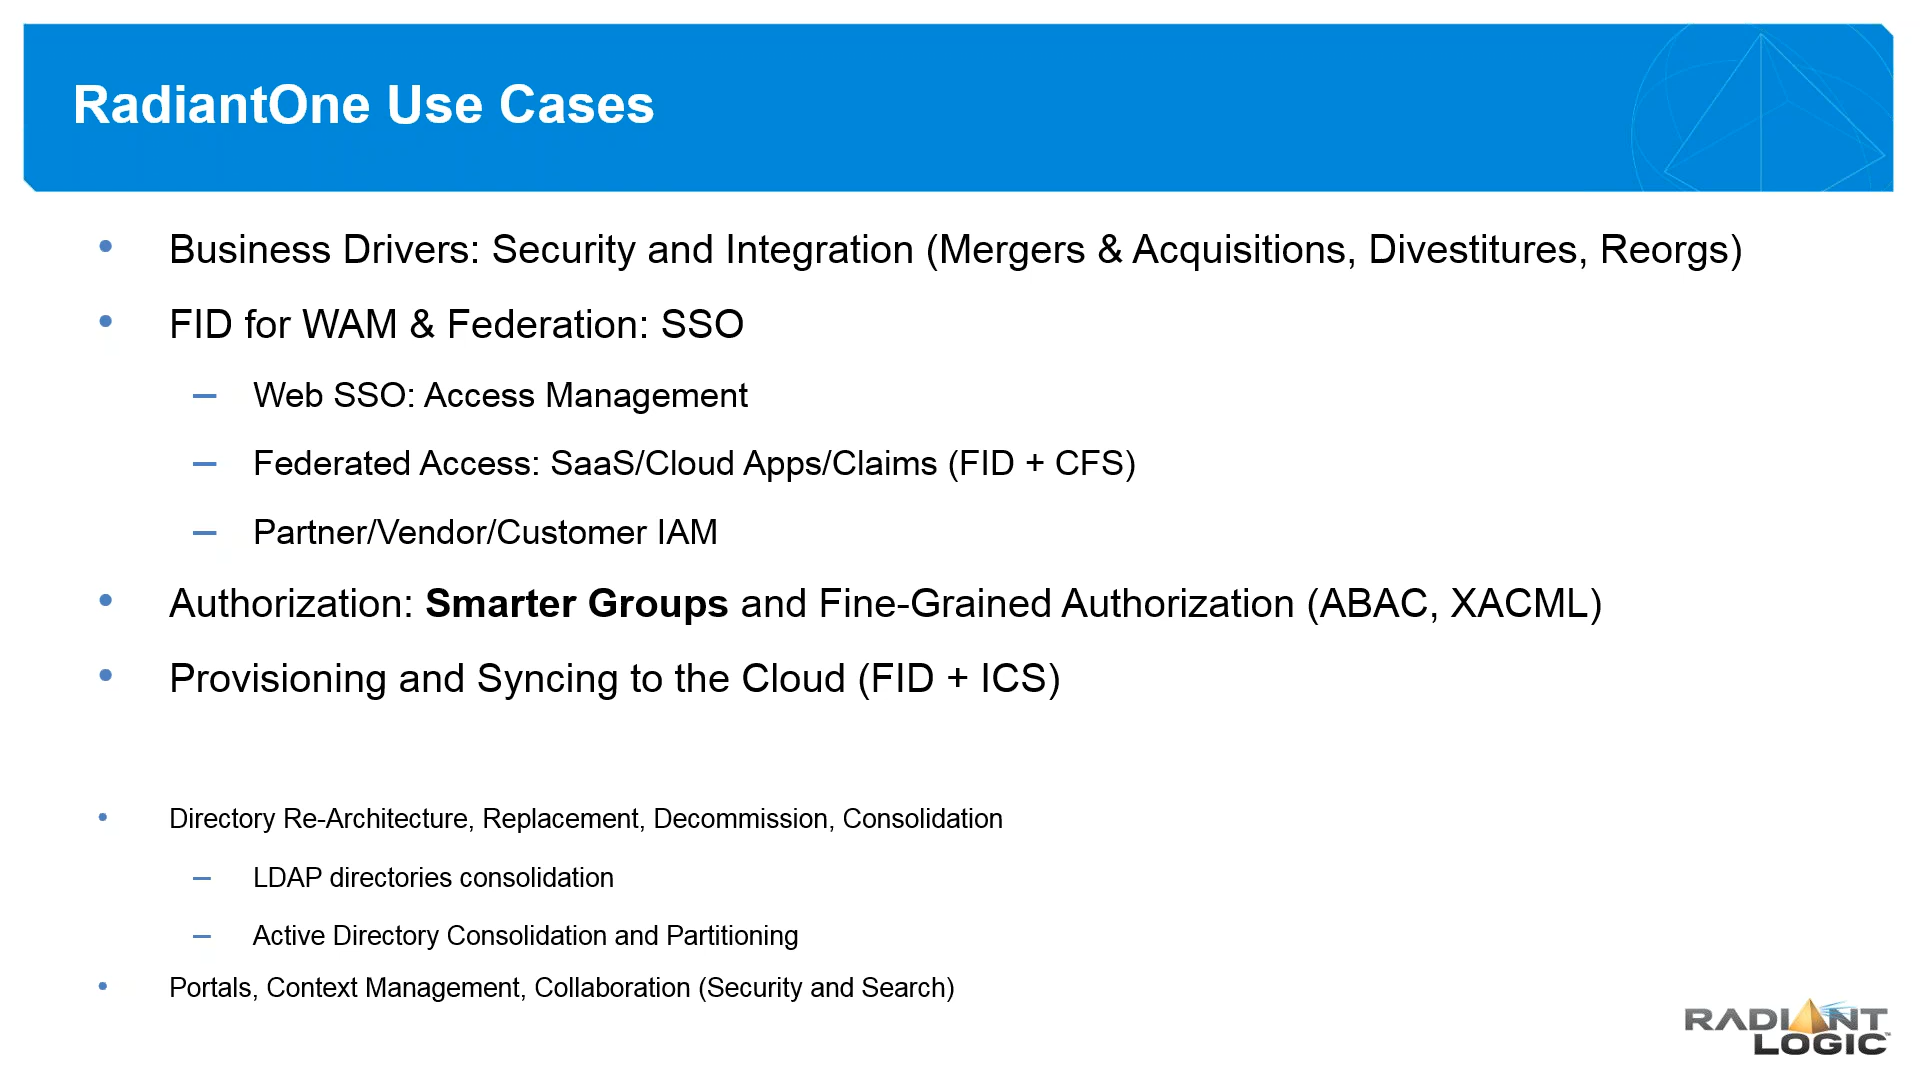 RadiantOne Use Cases
• Business Drivers: Security and Integration (Mergers & Acquisitions, Divestitures, Reorgs)
• FID for WAM & Federation: SSO
– Web SSO: Access Management
– Federated Access: SaaS/Cloud Apps/Claims (FID + CFS)
– Partner/Vendor/Customer IAM
• Authorization: Smarter Groups and Fine-Grained Authorization (ABAC, XACML)
• Provisioning and Syncing to the Cloud (FID + ICS)
• Directory Re-Architecture, Replacement, Decommission, Consolidation
– LDAP directories consolidation
– Active Directory Consolidation and Partitioning
• Portals, Context Management, Collaboration (Security and Search)
RADIANT
LOGIC™